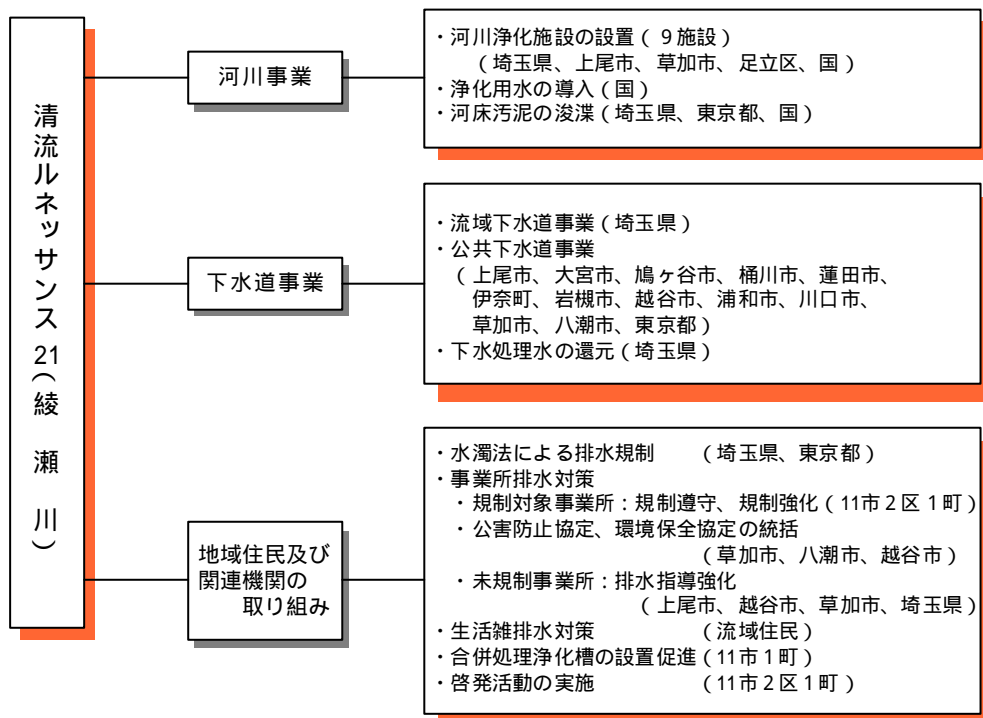 清流ルネッサンス21（綾瀬川）
河川事業
・河川浄化施設の設置（９施設）
（埼玉県、上尾市、草加市、足立区、国）
・浄化用水の導入（国）
・河床汚泥の浚渫（埼玉県、東京都、国）
下水道事業
・流域下水道事業（埼玉県）
・公共下水道事業
（上尾市、大宮市、鳩ヶ谷市、桶川市、蓮田市、
伊奈町、岩槻市、越谷市、浦和市、川口市、
草加市、八潮市、東京都）
・下水処理水の還元（埼玉県）
地域住民及び
関連機関の
取り組み
・水濁法による排水規制　（埼玉県、東京都）
・事業所排水対策
・規制対象事業所：規制遵守、規制強化（11市２区１町）
・公害防止協定、環境保全協定の統括
（草加市、八潮市、越谷市）
・未規制事業所：排水指導強化
（上尾市、越谷市、草加市、埼玉県）
・生活雑排水対策　（流域住民）
・合併処理浄化槽の設置促進（11市１町）
・啓発活動の実施　（11市２区１町）